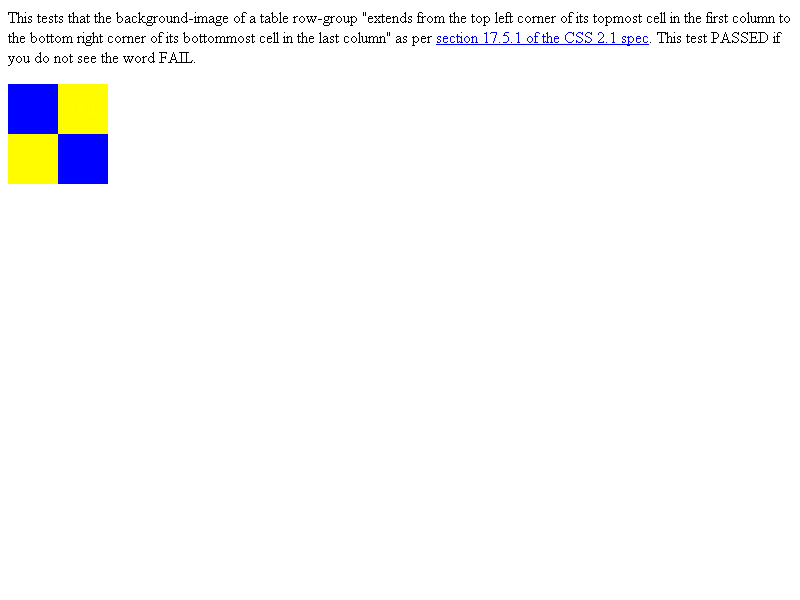 This tests that the background-image of a table row-group "extends from the top left corner of its topmost cell in the first column to
the bottom right corner of its bottommost cell in the last column" as per section 17.5.1 of the CSS 2.1 spec. This test PASSED if
you do not see the word FAIL.